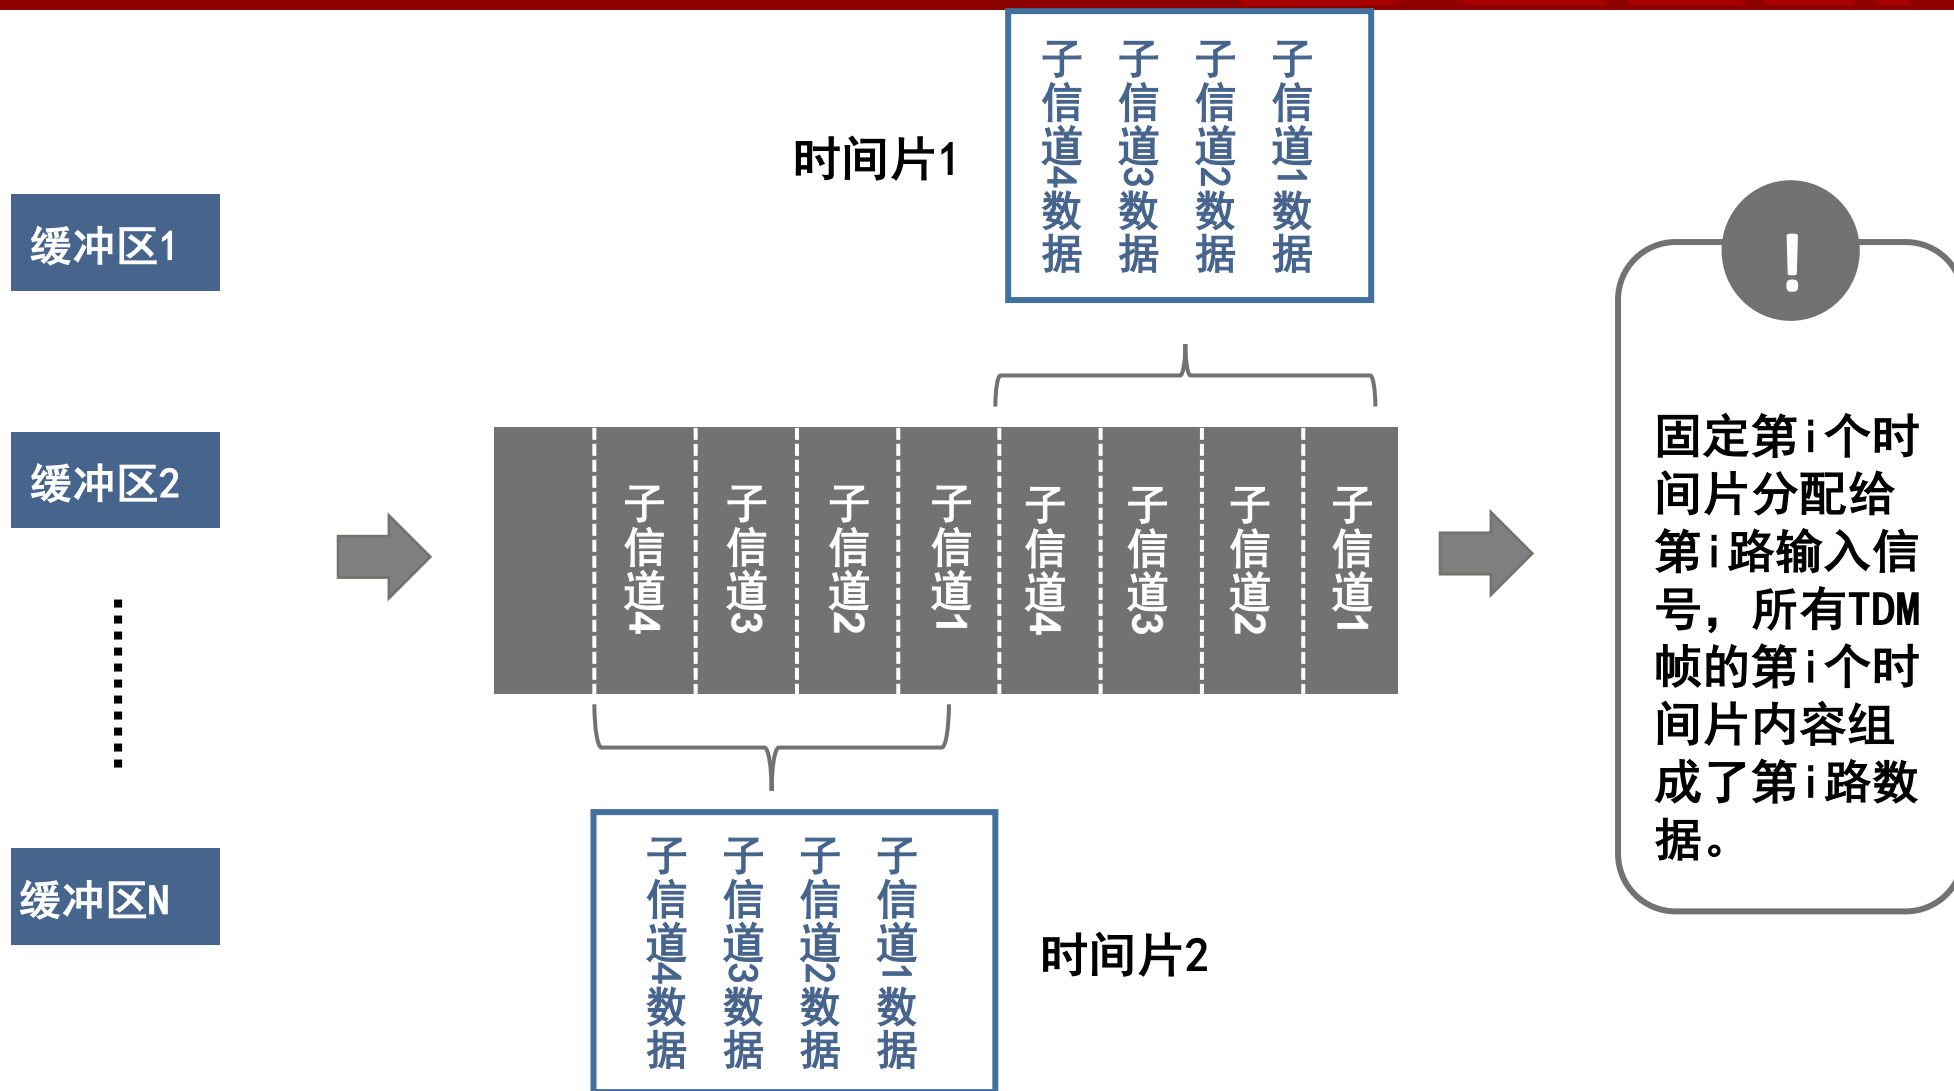 缓冲区1
缓冲区2
缓冲区N
时间片1
子信道4数据
子信道3数据
子信道2数据
子信道1数据
子信道4
子信道3
子信道2
子信道1
子信道4
子信道3
子信道2
子信道1
子信道4数据
子信道3数据
子信道2数据
子信道1数据
时间片2
!
固定第i个时
间片分配给
第i路输入信
号，所有TDM
帧的第i个时
间片内容组
成了第i路数
据。